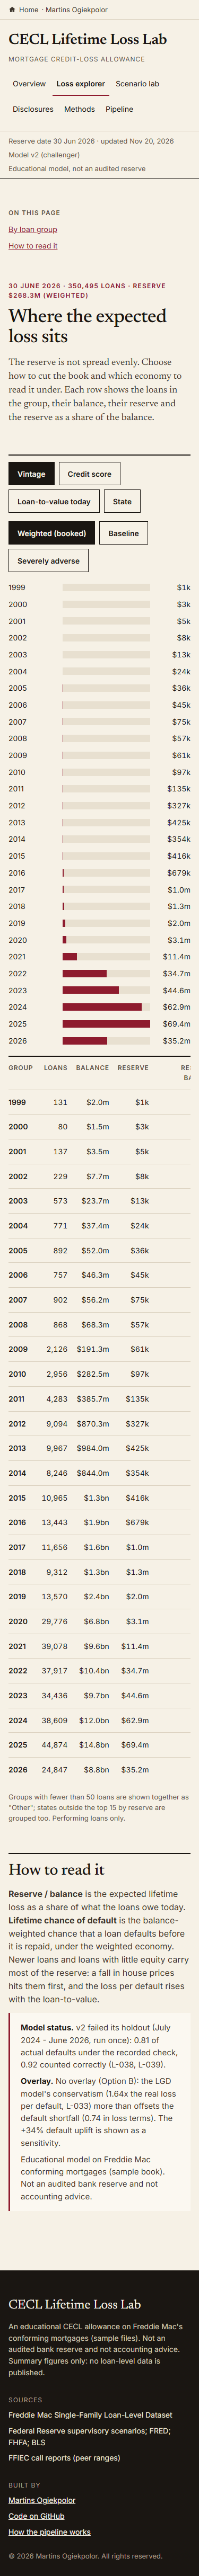 Home · Martins Ogiekpolor
CECL Lifetime Loss Lab
MORTGAGE CREDIT-LOSS ALLOWANCE
Overview Loss explorer Scenario lab
Disclosures Methods Pipeline
Reserve date 30 Jun 2026 · updated Nov 20, 2026
Model v2 (challenger)
Educational model, not an audited reserve
ON THIS PAGE
By loan group
How to read it
30 JUNE 2026 · 350,495 LOANS · RESERVE
$268.3M (WEIGHTED)
Where the expected
loss sits
The reserve is not spread evenly. Choose
how to cut the book and which economy to
read it under. Each row shows the loans in
the group, their balance, their reserve and
the reserve as a share of the balance.
Vintage Credit score
Loan-to-value today State
Weighted (booked) Baseline
Severely adverse
1999 $1k
2000 $3k
2001 $5k
2002 $8k
2003 $13k
2004 $24k
2005 $36k
2006 $45k
2007 $75k
2008 $57k
2009 $61k
2010 $97k
2011 $135k
2012 $327k
2013 $425k
2014 $354k
2015 $416k
2016 $679k
2017 $1.0m
2018 $1.3m
2019 $2.0m
2020 $3.1m
2021 $11.4m
2022 $34.7m
2023 $44.6m
2024 $62.9m
2025 $69.4m
2026 $35.2m
GROUP LOANS BALANCE RESERVE
1999 131 $2.0m $1k
2000 80 $1.5m $3k
2001 137 $3.5m $5k
2002 229 $7.7m $8k
2003 573 $23.7m $13k
2004 771 $37.4m $24k
2005 892 $52.0m $36k
2006 757 $46.3m $45k
2007 902 $56.2m $75k
2008 868 $68.3m $57k
2009 2,126 $191.3m $61k
2010 2,956 $282.5m $97k
2011 4,283 $385.7m $135k
2012 9,094 $870.3m $327k
2013 9,967 $984.0m $425k
2014 8,246 $844.0m $354k
2015 10,965 $1.3bn $416k
2016 13,443 $1.9bn $679k
2017 11,656 $1.6bn $1.0m
2018 9,312 $1.3bn $1.3m
2019 13,570 $2.4bn $2.0m
2020 29,776 $6.8bn $3.1m
2021 39,078 $9.6bn $11.4m
2022 37,917 $10.4bn $34.7m
2023 34,436 $9.7bn $44.6m
2024 38,609 $12.0bn $62.9m
2025 44,874 $14.8bn $69.4m
2026 24,847 $8.8bn $35.2m
Groups with fewer than 50 loans are shown together as
"Other"; states outside the top 15 by reserve are
grouped too. Performing loans only.
How to read it
Reserve / balance is the expected lifetime
loss as a share of what the loans owe today.
Lifetime chance of default is the balance-
weighted chance that a loan defaults before
it is repaid, under the weighted economy.
Newer loans and loans with little equity carry
most of the reserve: a fall in house prices
hits them first, and the loss per default rises
with the loan-to-value.
Model status. v2 failed its holdout (July
2024 - June 2026, run once): 0.81 of
actual defaults under the recorded check,
0.92 counted correctly (L-038, L-039).
Overlay. No overlay (Option B): the LGD
model's conservatism (1.64x the real loss
per default, L-033) more than offsets the
default shortfall (0.74 in loss terms). The
+34% default uplift is shown as a
sensitivity.
Educational model on Freddie Mac
conforming mortgages (sample book).
Not an audited bank reserve and not
accounting advice.
CECL Lifetime Loss Lab
An educational CECL allowance on Freddie Mac's
conforming mortgages (sample files). Not an
audited bank reserve and not accounting advice.
Summary figures only: no loan-level data is
published.
SOURCES
Freddie Mac Single-Family Loan-Level Dataset
Federal Reserve supervisory scenarios; FRED;
FHFA; BLS
FFIEC call reports (peer ranges)
BUILT BY
Martins Ogiekpolor
Code on GitHub
How the pipeline works
© 2026 Martins Ogiekpolor. All rights reserved.